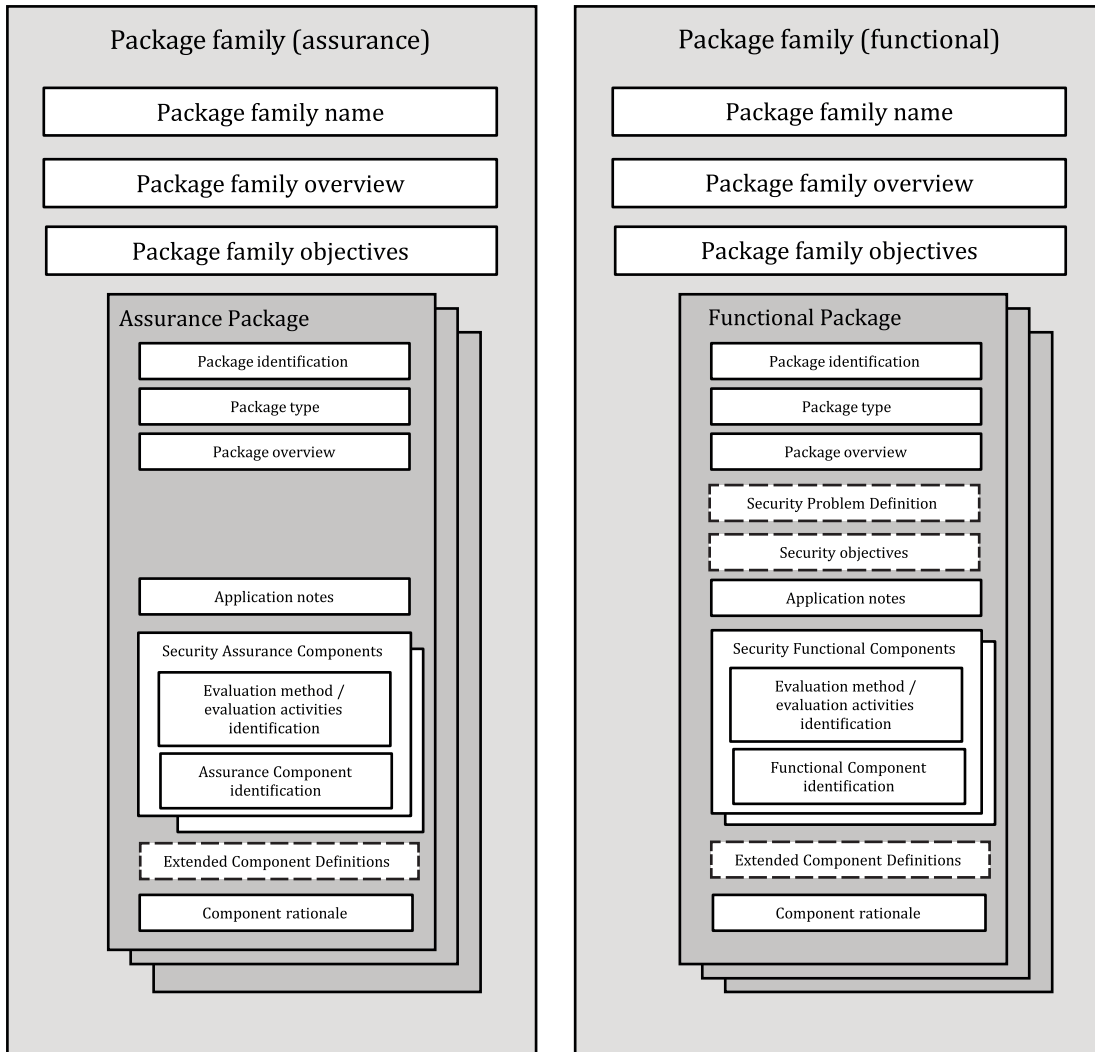 Package family (assurance)
Package family name
Package family overview
Package family objectives
Assurance Package
Package identification
Package type
Package overview
Application notes
Security Assurance Components
Evaluation method /
evaluation activities
identification
Assurance Component
identification
Extended Component Definitions
Component rationale
Package family (functional)
Package family name
Package family overview
Package family objectives
Functional Package
Package identification
Package type
Package overview
Security Problem Definition
Security objectives
Application notes
Security Functional Components
Evaluation method /
evaluation activities
identification
Functional Component
identification
Extended Component Definitions
Component rationale